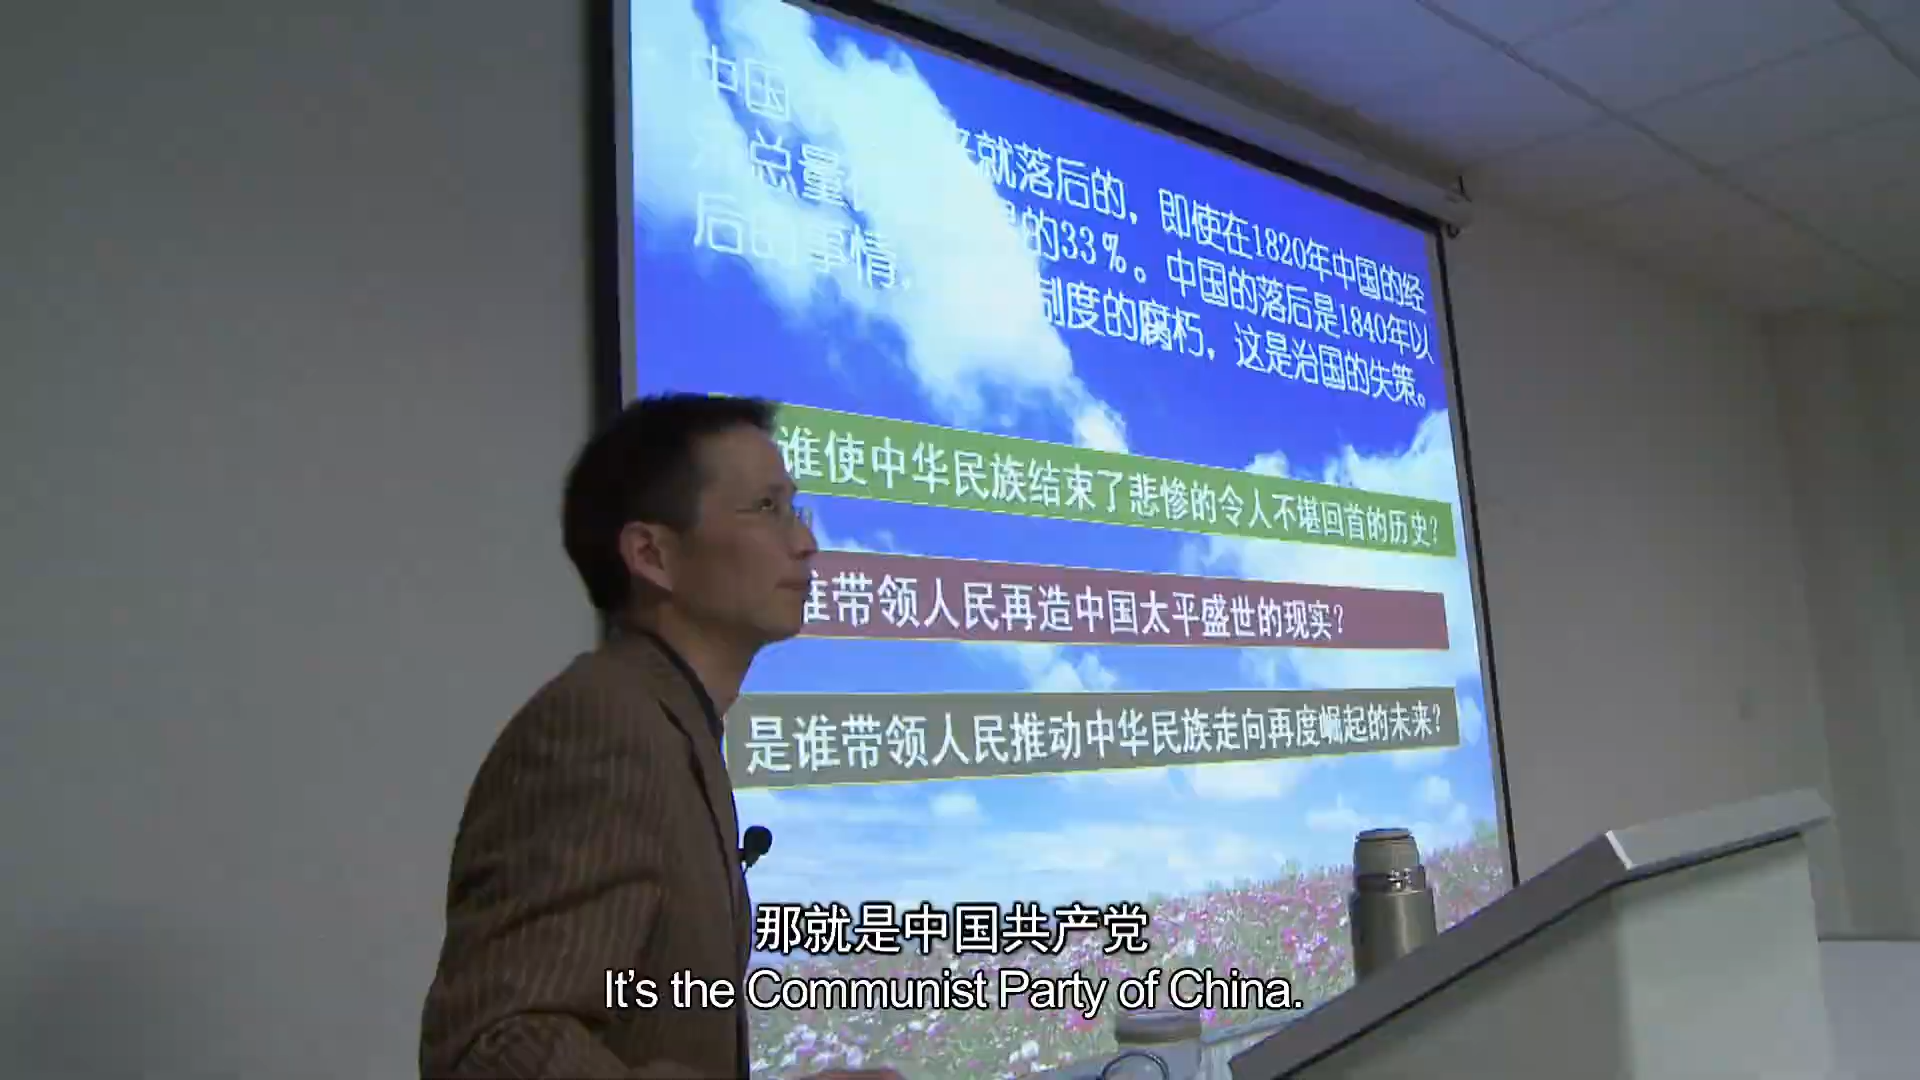 中国 就落后的，即使在1820年中国的经
济总量 的33％。中国的落后是1840年以
后的事情， 制度的腐朽，这是治国的失策。
谁使中华民族结束了悲惨的令人不堪回首的历史？
谁带领人民再造中国太平盛世的现实？
是谁带领人民推动中华民族走向再度崛起的未来？
那就是中国共产党
It's the Communist Party of China.